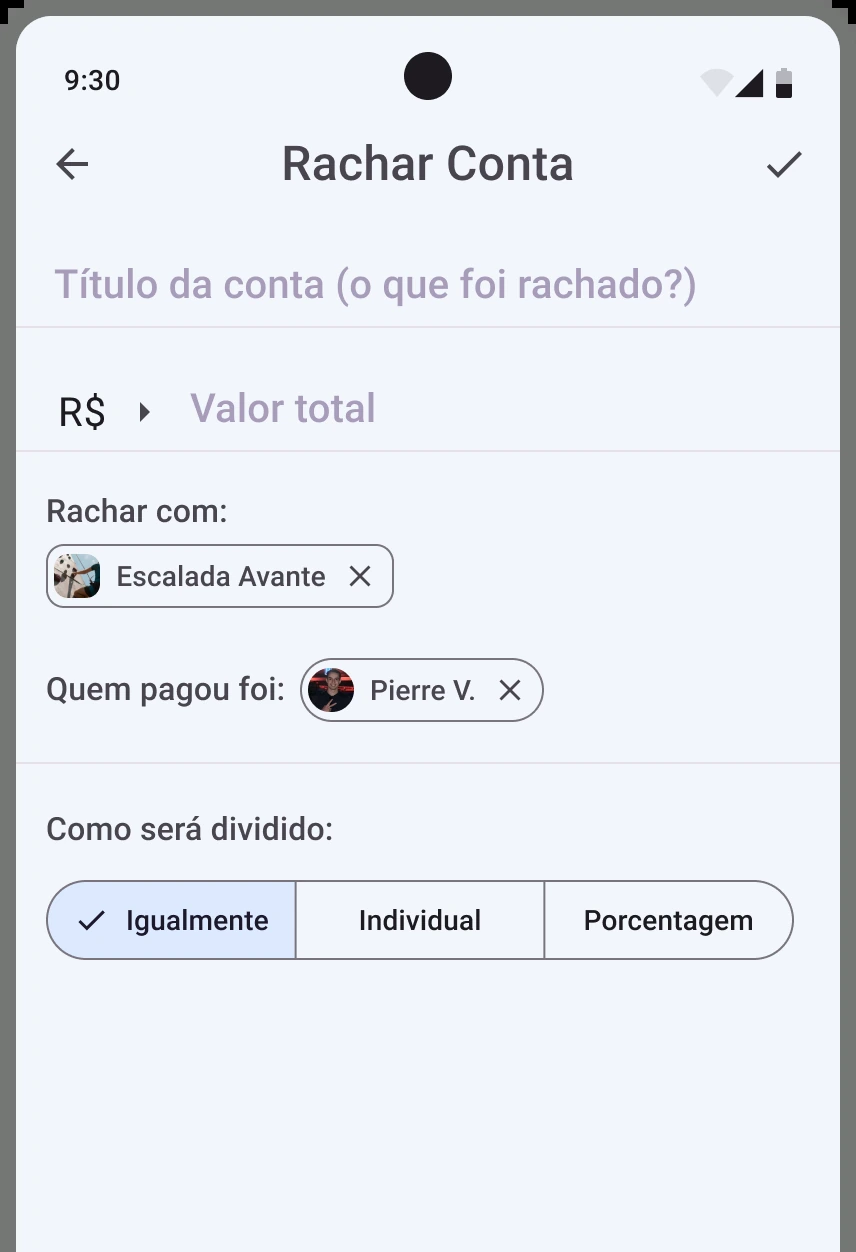 9:30
Rachar Conta
Título da conta (o que foi rachado?)
R$ Valor total
Rachar com:
Escalada Avante
Quem pagou foi: Pierre V.
Como será dividido:
Igualmente Individual Porcentagem